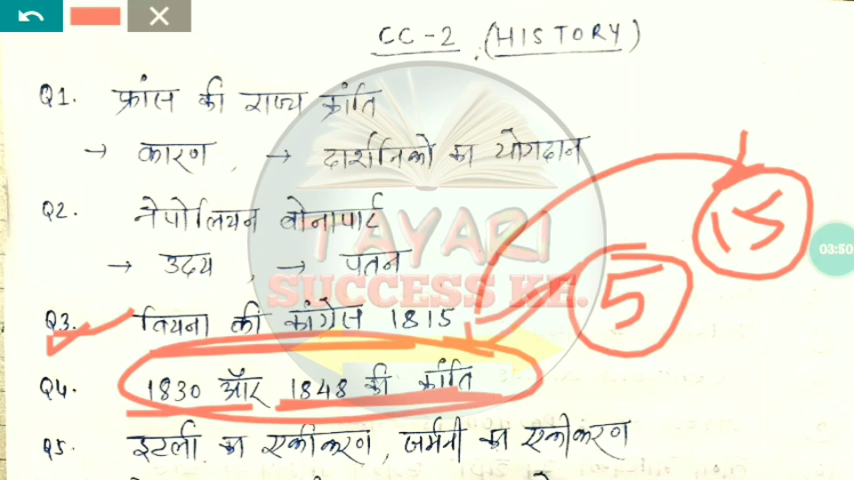 CC-2 (HISTORY)
Q1. फ्रांस की राज्य क्रांति
→ कारण, → दार्शनिको का योगदान
Q2. नेपोलियन बोनापार्ट
→ उदय, → पतन
TAYARI
SUCCESS KE.
15
5
03:50
Q3. वियना की कांग्रेस 1815
Q4. 1830 और 1848 की क्रांति
Q5. इटली का एकीकरण, जर्मनी का एकीकरण